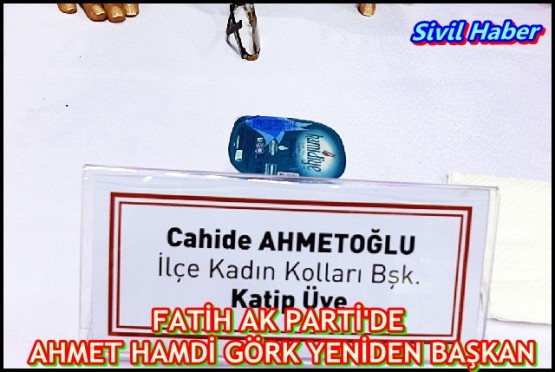 Sivil Haber
hamidiye
Cahide AHMETOĞLU
İlçe Kadın Kolları Bşk.
Katip Üye
FATİH AK PARTİ'DE
AHMET HAMDİ GÖRK YENİDEN BAŞKAN